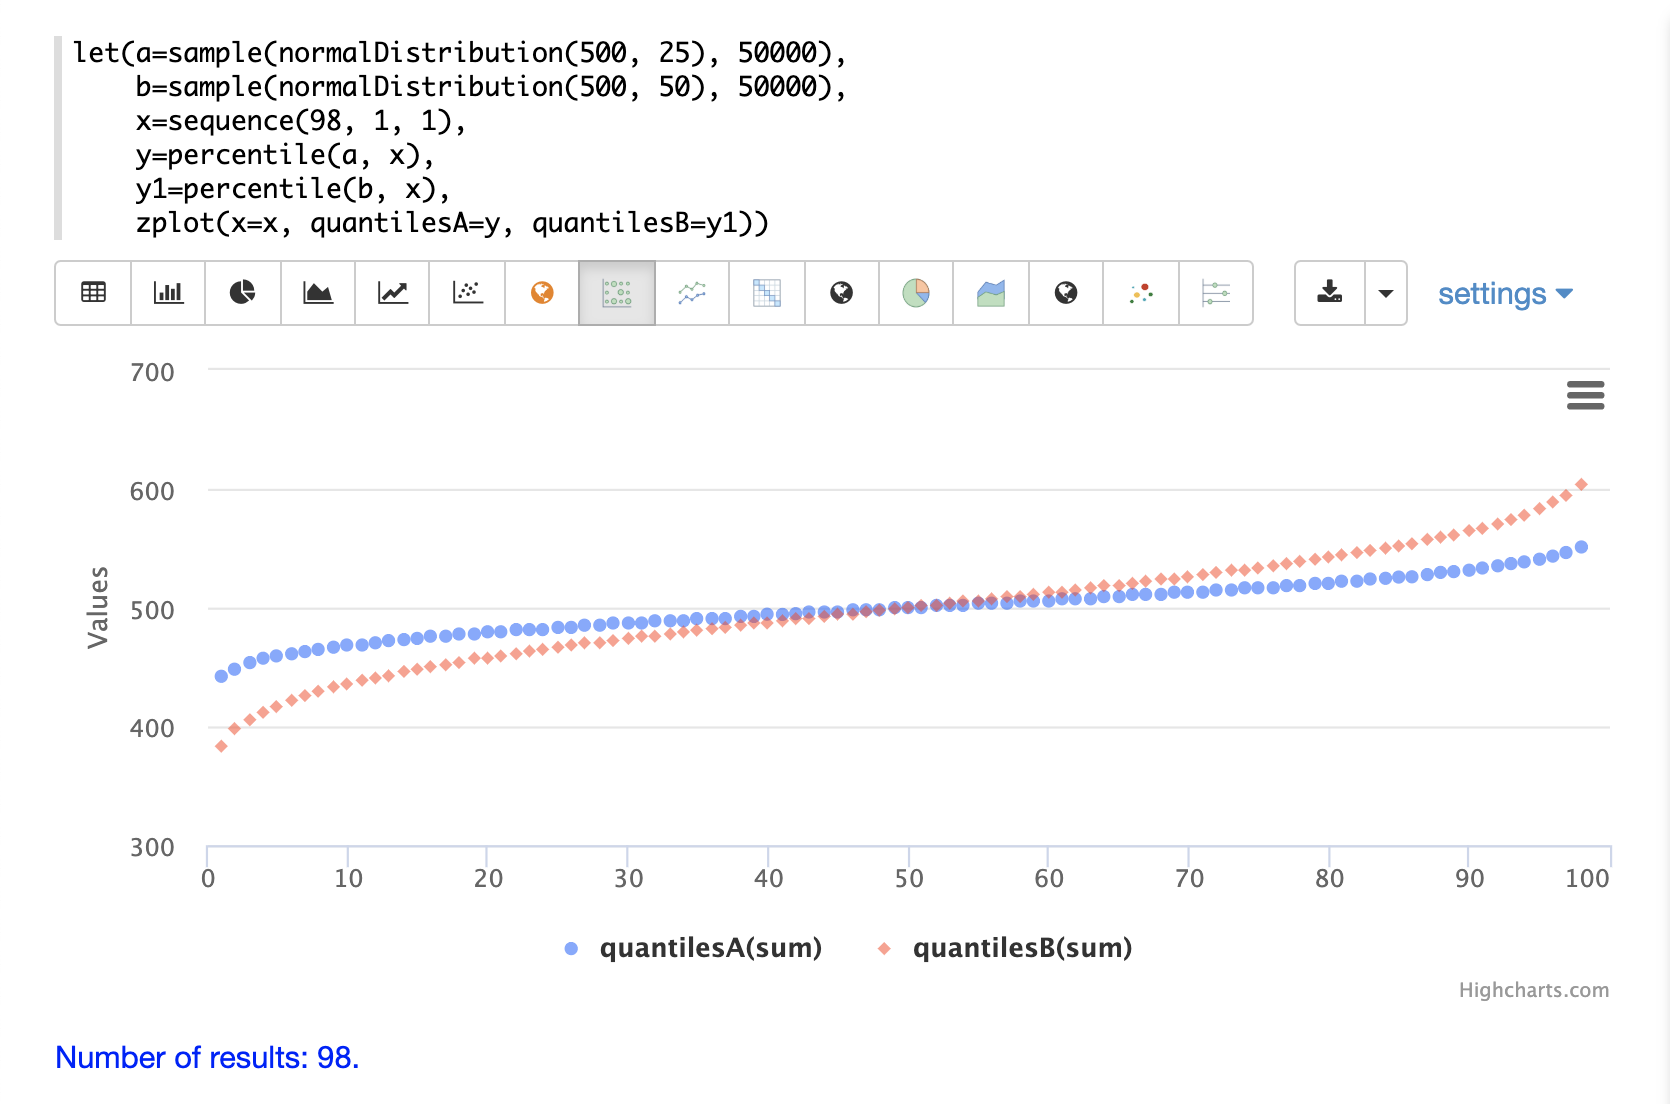 let(a=sample(normalDistribution(500, 25), 50000),
b=sample(normalDistribution(500, 50), 50000),
x=sequence(98, 1, 1),
y=percentile(a, x),
y1=percentile(b, x),
zplot(x=x, quantilesA=y, quantilesB=y1))
settings
700
600
500
400
300
Values
0 10 20 30 40 50 60 70 80 90 100
quantilesA(sum) quantilesB(sum)
Highcharts.com
Number of results: 98.